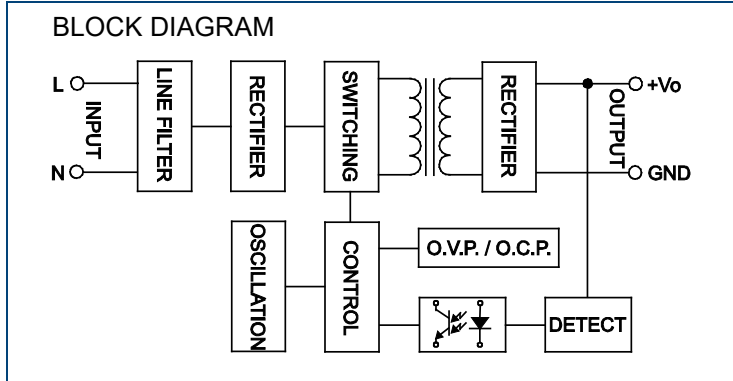 BLOCK DIAGRAM
L
N
INPUT
LINE FILTER
RECTIFIER
SWITCHING
RECTIFIER
OUTPUT
+Vo
GND
OSCILLATION
CONTROL
O.V.P. / O.C.P.
DETECT